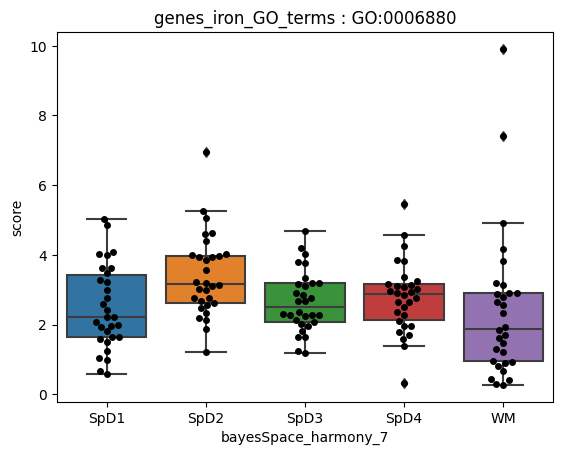 genes_iron_GO_terms : GO:0006880
10
8
6
4
2
0
score
SpD1 SpD2 SpD3 SpD4 WM
bayesSpace_harmony_7